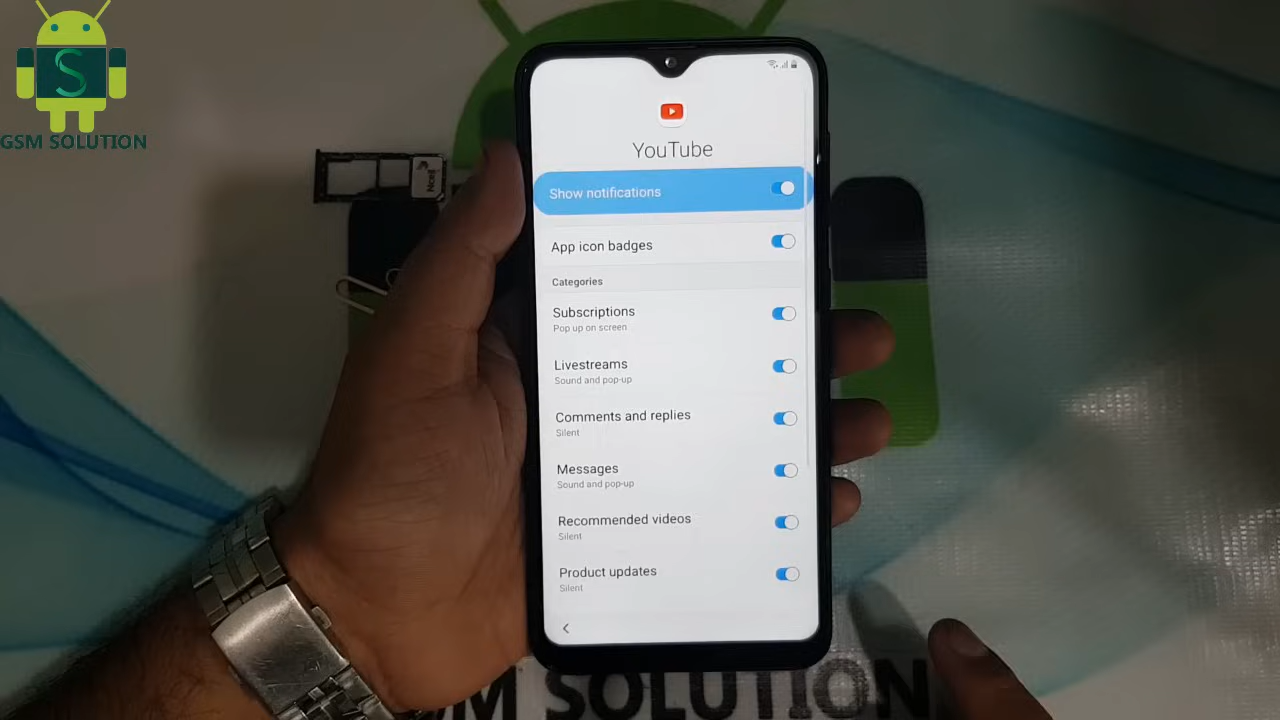 S
GSM SOLUTION
Ncell
YouTube
Show notifications
App icon badges
Categories
Subscriptions
Pop up on screen
Livestreams
Sound and pop-up
Comments and replies
Silent
Messages
Sound and pop-up
Recommended videos
Silent
Product updates
Silent
M SOLUTION